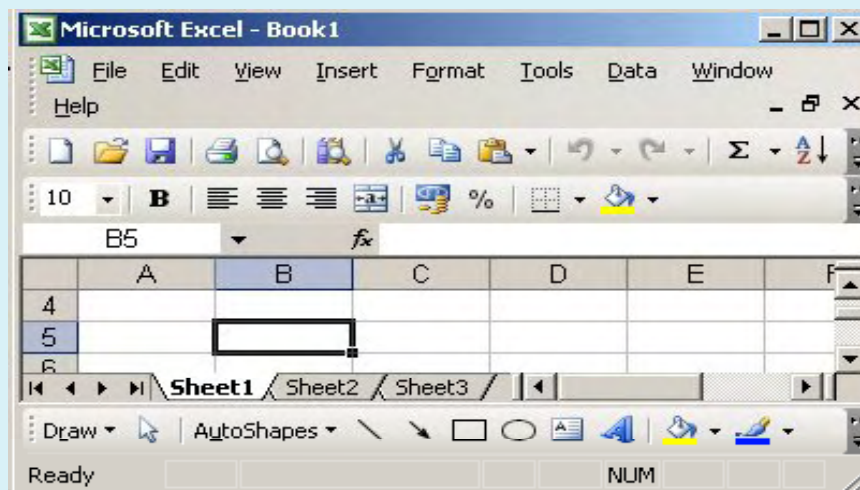 Microsoft Excel - Book1
File Edit View Insert Format Tools Data Window
Help
10 B %
B5 fx
A B C D E F
4
5
6
Sheet1 Sheet2 Sheet3
Draw AutoShapes
Ready NUM